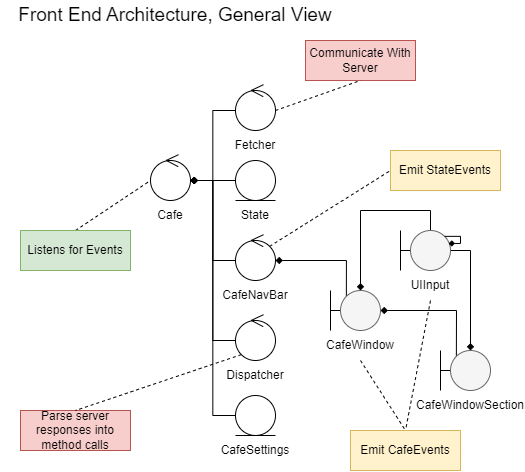 Front End Architecture, General View
Communicate With
Server
Fetcher
Emit StateEvents
Cafe
State
Listens for Events
UIInput
CafeNavBar
CafeWindow
Dispatcher
CafeWindowSection
Parse server
responses into
method calls
CafeSettings
Emit CafeEvents